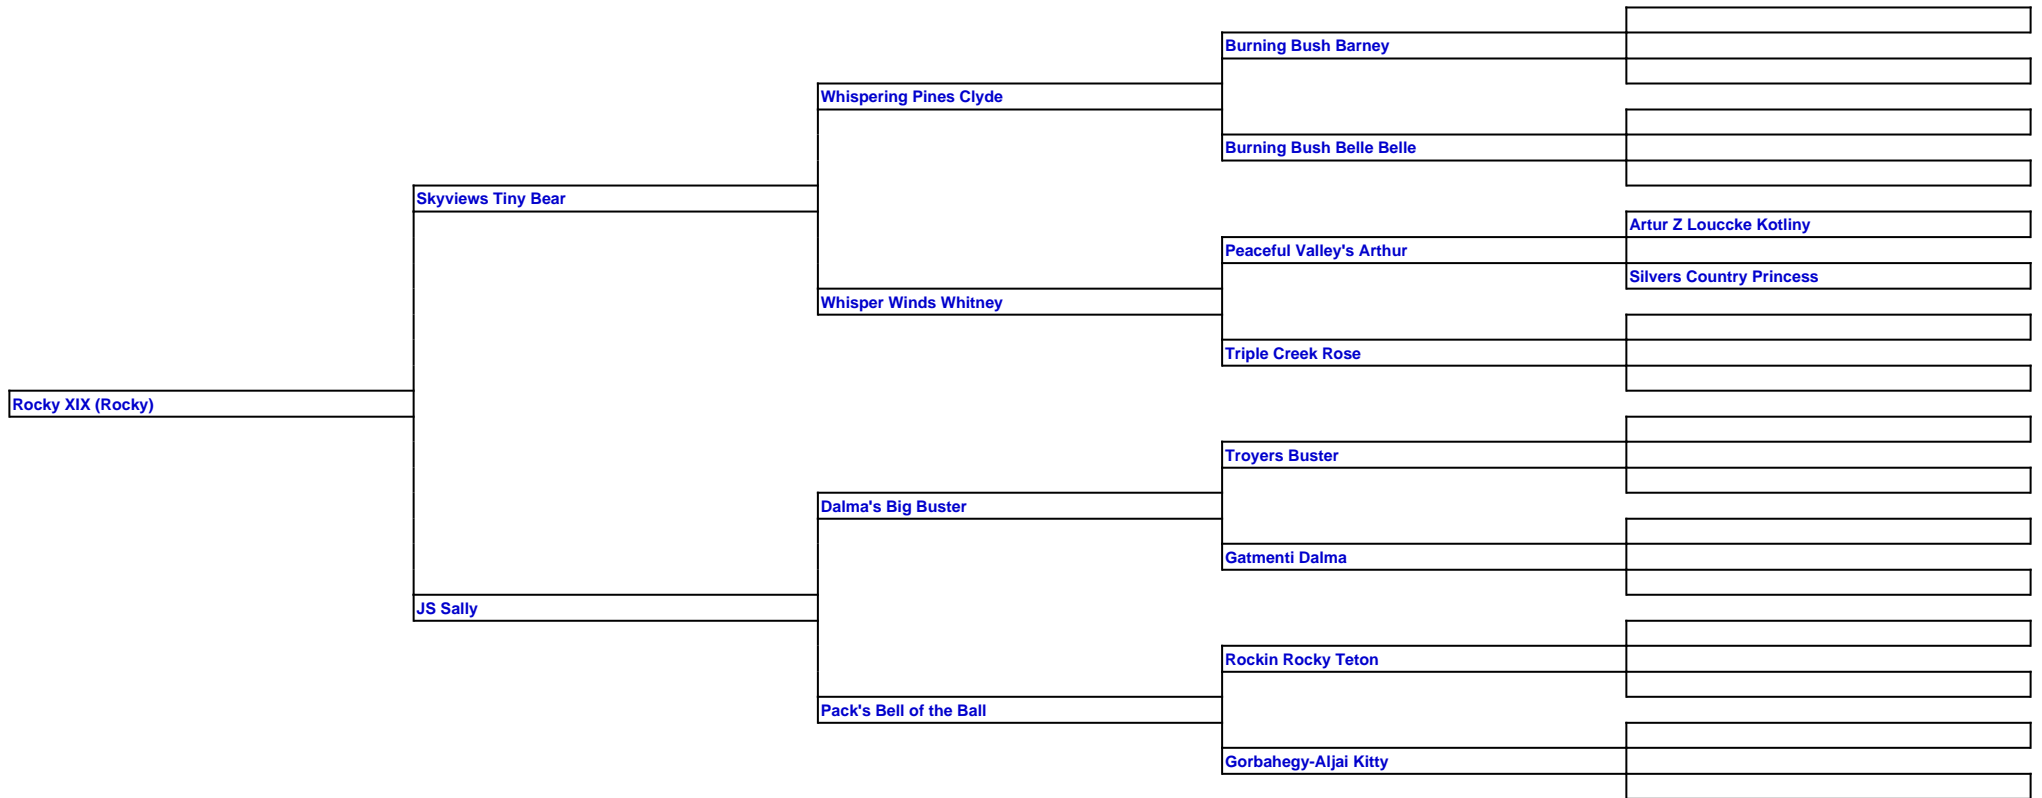 Burning Bush Barney
Whispering Pines Clyde
Burning Bush Belle Belle
Skyviews Tiny Bear
Artur Z Louccke Kotliny
Peaceful Valley's Arthur
Silvers Country Princess
Whisper Winds Whitney
Triple Creek Rose
Rocky XIX (Rocky)
Troyers Buster
Dalma's Big Buster
Gatmenti Dalma
JS Sally
Rockin Rocky Teton
Pack's Bell of the Ball
Gorbahegy-Aljai Kitty